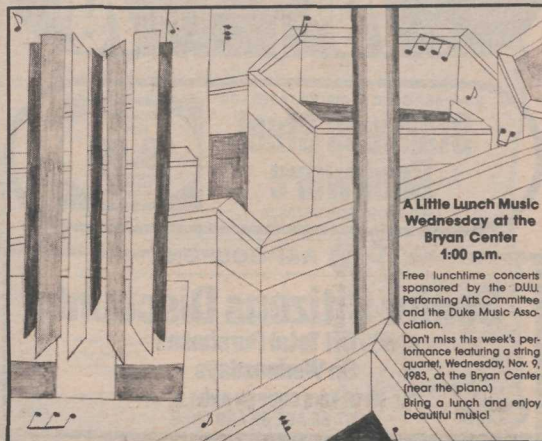 A Little Lunch Music
Wednesday at the
Bryan Center
1:00 p.m.
Free lunchtime concerts
sponsored by the D.U.U.
Performing Arts Committee
and the Duke Music Asso-
ciation.
Don't miss this week's per-
formance featuring a string
quartet, Wednesday, Nov. 9,
1983, at the Bryan Center
(near the piano.)
Bring a lunch and enjoy
beautiful music!